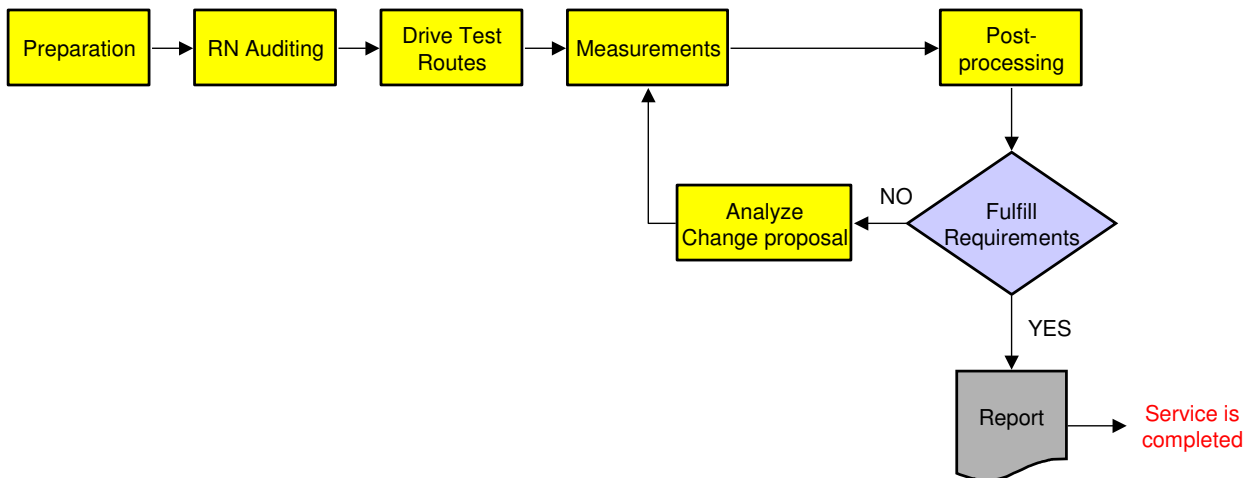 Preparation
RN Auditing
Drive Test
Routes
Measurements
Post-
processing
NO
Analyze
Change proposal
Fulfill
Requirements
YES
Report
Service is
completed